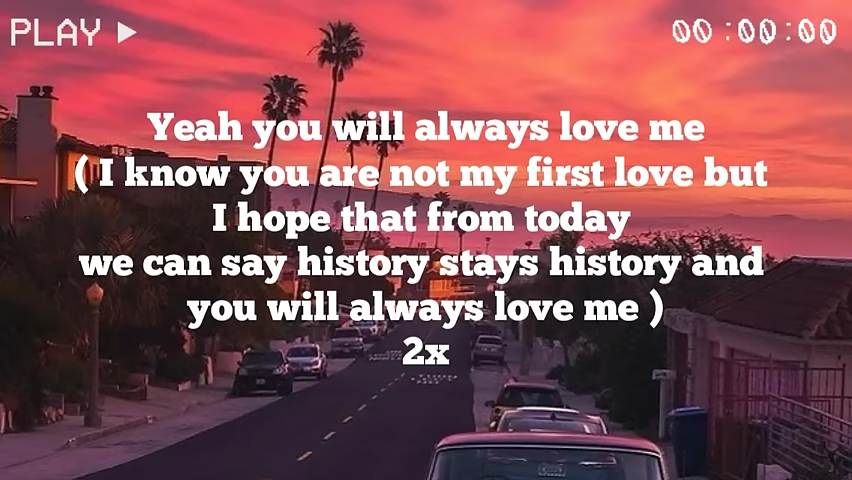 PLAY ▶ 00:00:00
Yeah you will always love me
( I know you are not my first love but
I hope that from today
we can say history stays history and
you will always love me )
2x